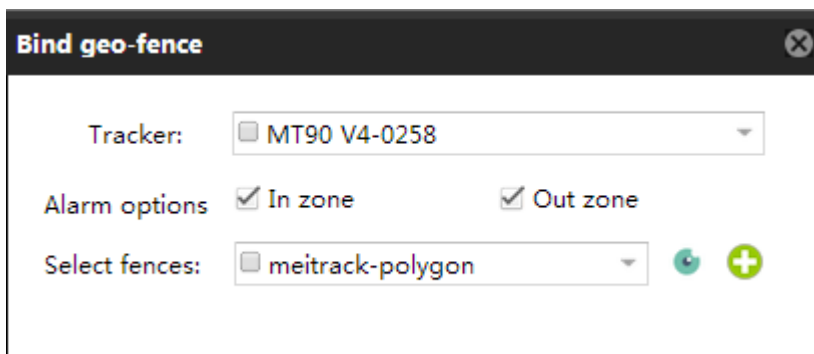 Bind geo-fence
Tracker: MT90 V4-0258
Alarm options In zone Out zone
Select fences: meitrack-polygon